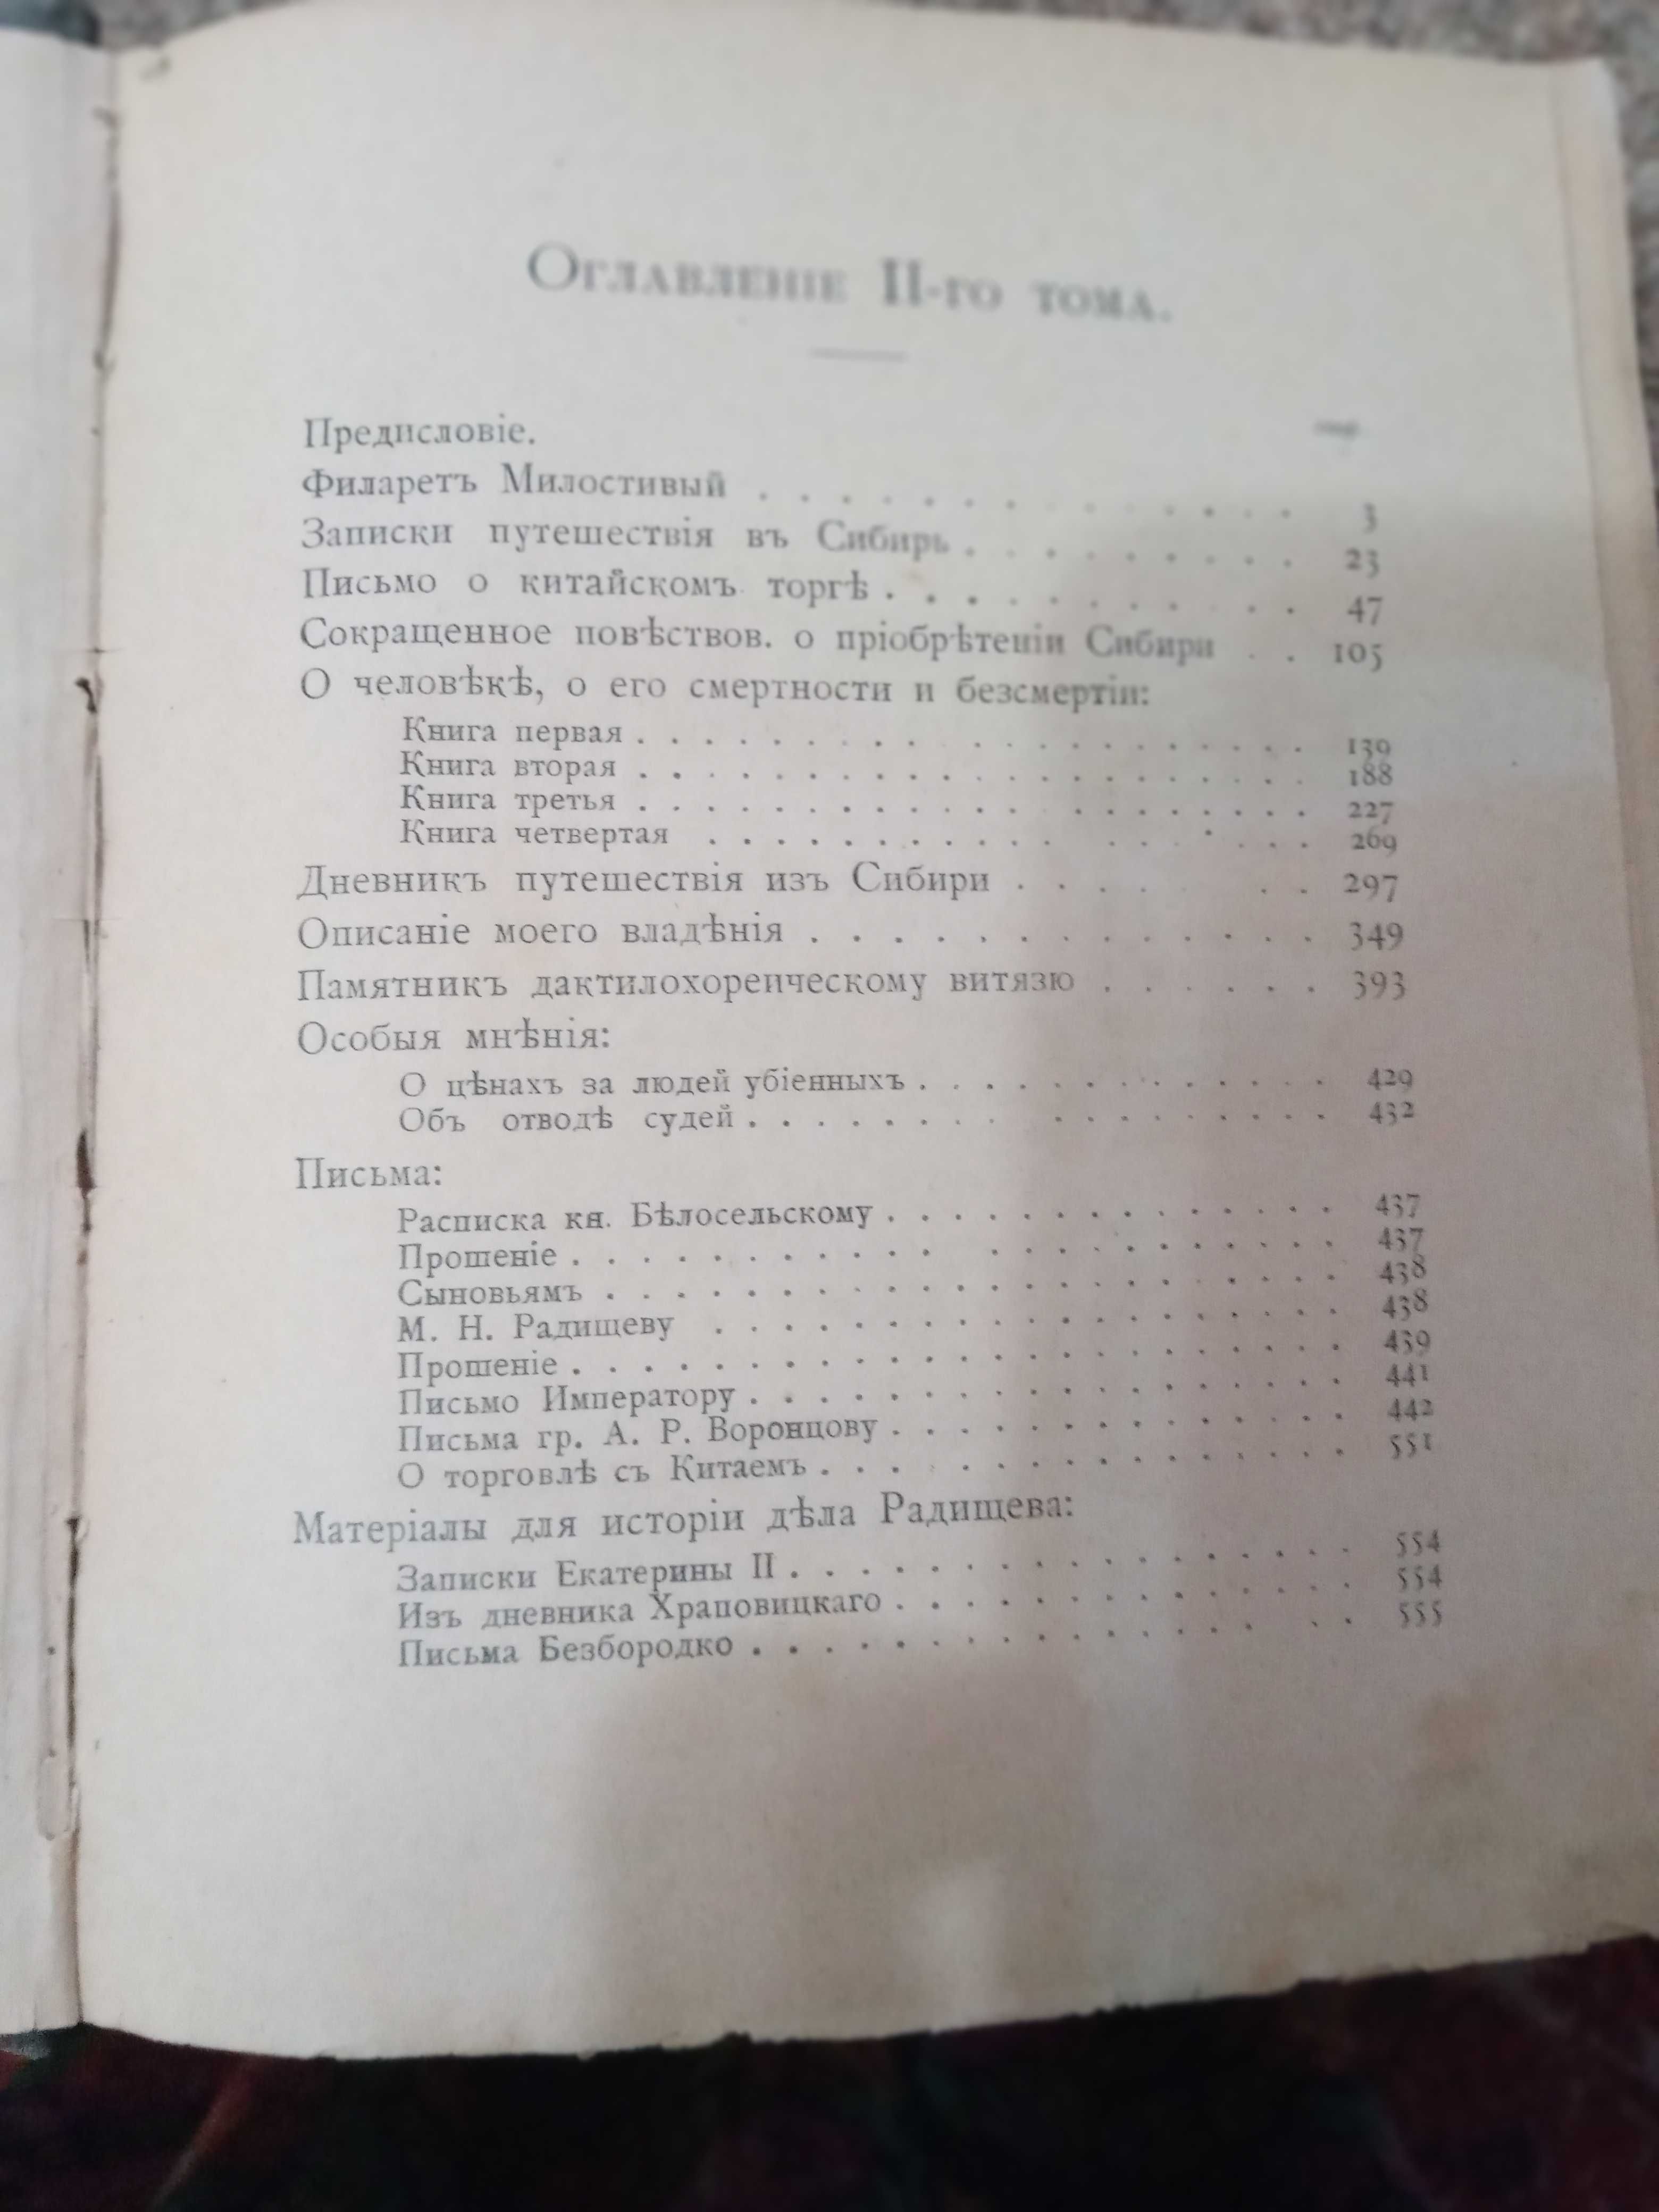 Оглавленіе II-го тома.
Предисловіе.
Филаретъ Милостивый . . . . . . . . . . . . . . 3
Записки путешествія въ Сибирь . . . . . . . . . 23
Письмо о китайскомъ торгѣ . . . . . . . . . . . 47
Сокращенное повѣствов. о пріобрѣтеніи Сибири . . 105
О человѣкѣ, о его смертности и безсмертіи:
Книга первая . . . . . . . . . . . . . . . . . . . 139
Книга вторая . . . . . . . . . . . . . . . . . . . 188
Книга третья . . . . . . . . . . . . . . . . . . . 227
Книга четвертая . . . . . . . . . . . . . . . . . 269
Дневникъ путешествія изъ Сибири . . . . . . 297
Описаніе моего владѣнія . . . . . . . . . . . . . 349
Памятникъ дактилохореическому витязю . . . . . . 393
Особыя мнѣнія:
О цѣнахъ за людей убіенныхъ . . . . . . . . . . . . 429
Объ отводѣ судей . . . . . . . . . . . . . . . . 432
Письма:
Расписка кн. Бѣлосельскому . . . . . . . . . . . . . 437
Прошеніе . . . . . . . . . . . . . . . . . . . . . 437
Сыновьямъ . . . . . . . . . . . . . . . . . . . . 438
М. Н. Радищеву . . . . . . . . . . . . . . . . . . 438
Прошеніе . . . . . . . . . . . . . . . . . . . . . 439
Письмо Императору . . . . . . . . . . . . . . . . . 441
Письма гр. А. Р. Воронцову . . . . . . . . . . . . . 442
О торговлѣ съ Китаемъ . . . . . . . . . . . . . . . 551
Матеріалы для исторіи дѣла Радищева:
Записки Екатерины II . . . . . . . . . . . . . . . . 554
Изъ дневника Храповицкаго . . . . . . . . . . . . . 554
Письма Безбородко . . . . . . . . . . . . . . . . . 555